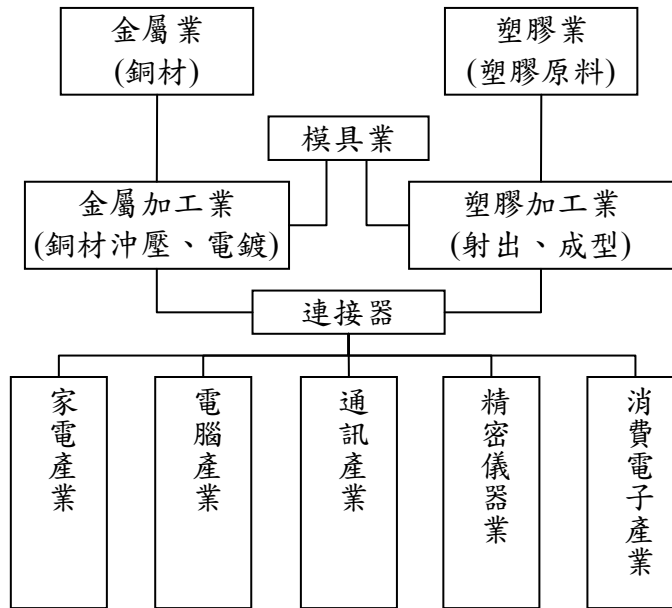 金屬業
(銅材)
塑膠業
(塑膠原料)
模具業
金屬加工業
(銅材沖壓、電鍍)
塑膠加工業
(射出、成型)
連接器
家電產業
電腦產業
通訊產業
精密儀器業
消費電子產業